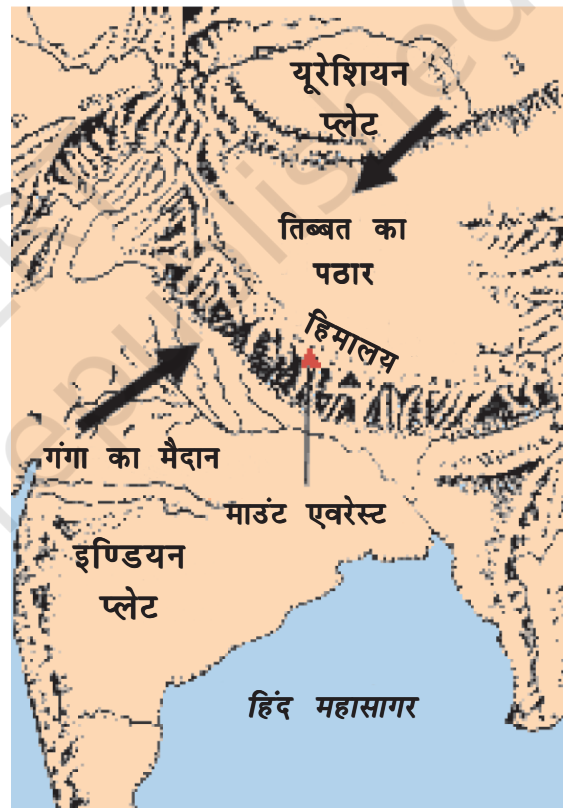 यूरेशियन
प्लेट
तिब्बत का
पठार
हिमालय
गंगा का मैदान
माउंट एवरेस्ट
इण्डियन
प्लेट
हिंद महासागर